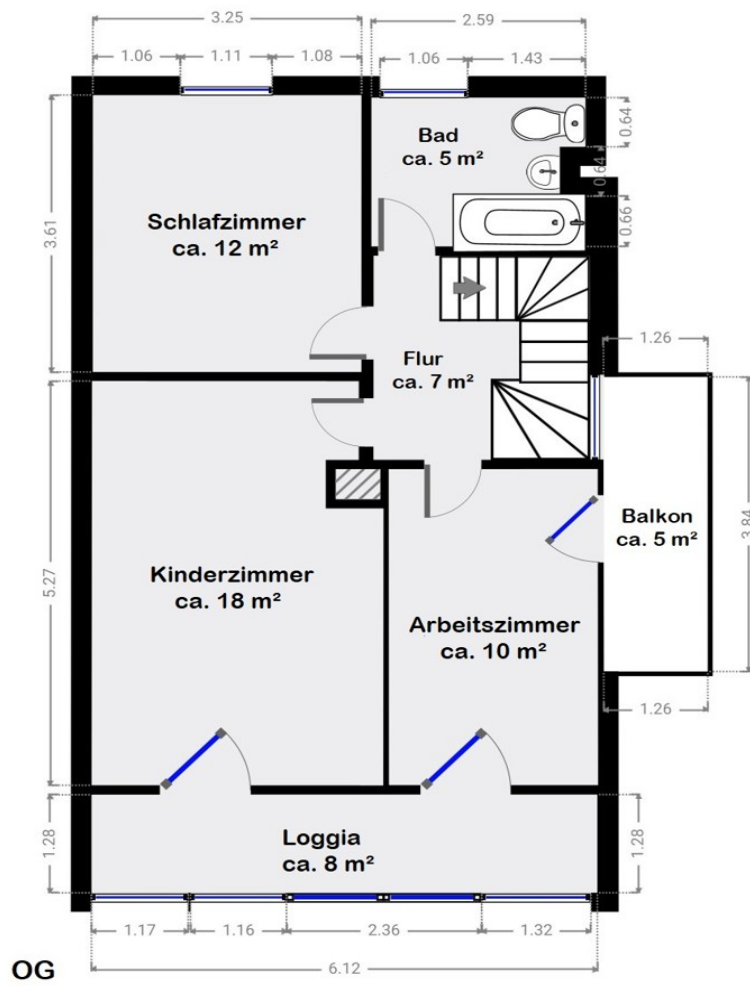 3.25
2.59
1.06
1.11
1.08
1.06
1.43
Bad
ca. 5 m²
0.64
0.64
0.66
Schlafzimmer
ca. 12 m²
3.61
1.26
Flur
ca. 7 m²
Balkon
ca. 5 m²
3.84
Kinderzimmer
ca. 18 m²
5.27
Arbeitszimmer
ca. 10 m²
1.26
Loggia
ca. 8 m²
1.28
1.28
1.17
1.16
2.36
1.32
6.12
OG